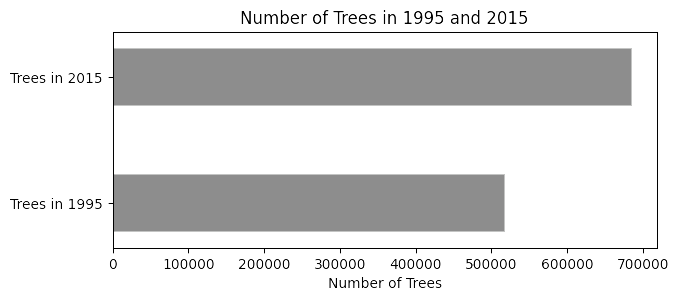 Number of Trees in 1995 and 2015
Trees in 2015
Trees in 1995
0 100000 200000 300000 400000 500000 600000 700000
Number of Trees